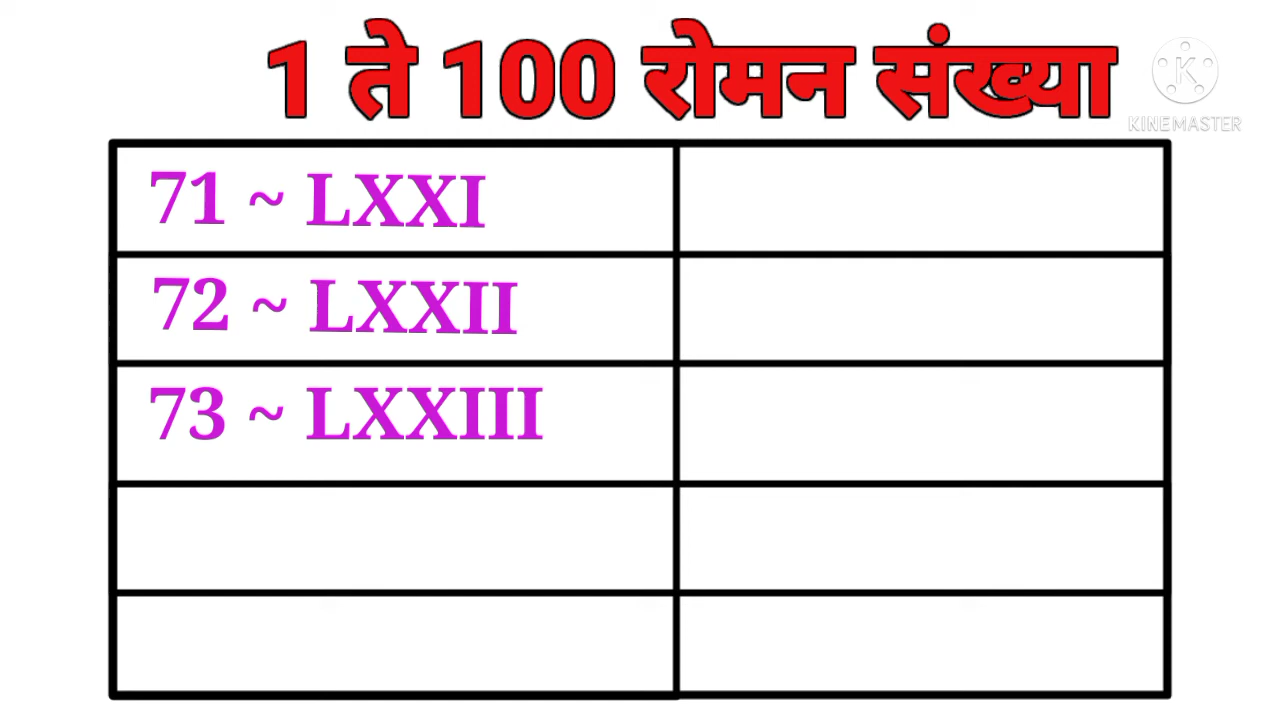 1 ते 100 रोमन संख्या
K
KINEMASTER
71 ~ LXXI
72 ~ LXXII
73 ~ LXXIII